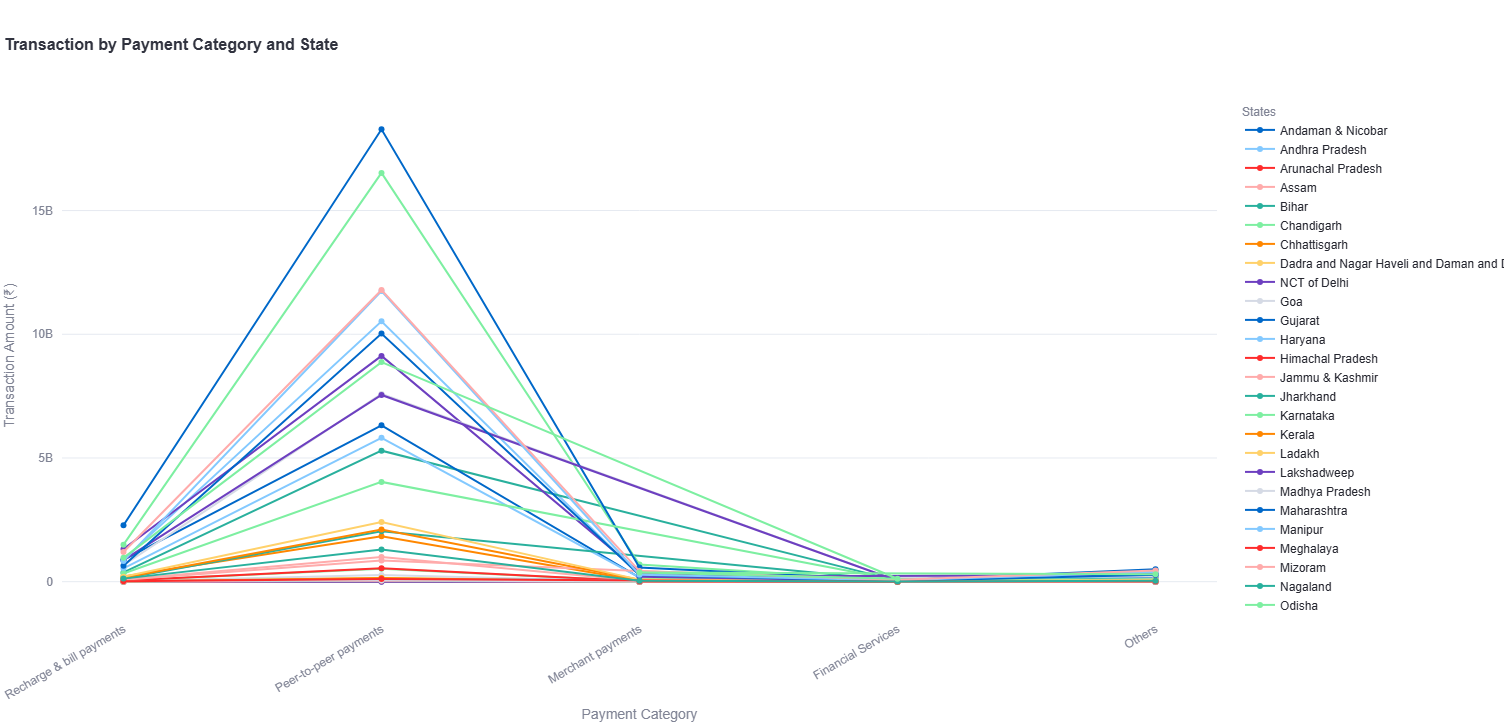 Transaction by Payment Category and State
States
Andaman & Nicobar
Andhra Pradesh
Arunachal Pradesh
Assam
Bihar
Chandigarh
Chhattisgarh
Dadra and Nagar Haveli and Daman and D
NCT of Delhi
Goa
Gujarat
Haryana
Himachal Pradesh
Jammu & Kashmir
Jharkhand
Karnataka
Kerala
Ladakh
Lakshadweep
Madhya Pradesh
Maharashtra
Manipur
Meghalaya
Mizoram
Nagaland
Odisha
Transaction Amount (₹)
15B
10B
5B
0
Recharge & bill payments
Peer-to-peer payments
Merchant payments
Financial Services
Others
Payment Category